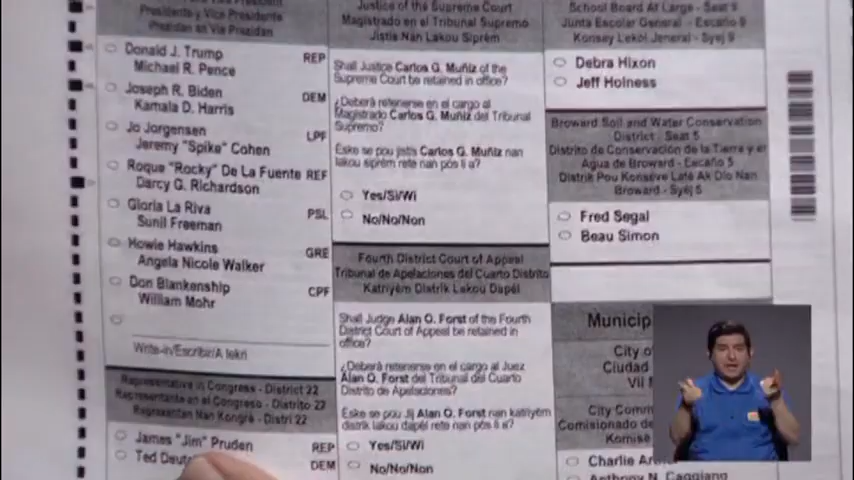 Presidente y Vice Presidente
Donald J. Trump
Michael R. Pence
REP
Joseph R. Biden
Kamala D. Harris
DEM
Jo Jorgensen
Jeremy "Spike" Cohen
LPF
Roque "Rocky" De La Fuente
Darcy G. Richardson
REF
Gloria La Riva
Sunil Freeman
PSL
Howie Hawkins
Angela Nicole Walker
GRE
Don Blankenship
William Mohr
CPF
Write-in/Escribir/A lekri
Representative in Congress - District 22
Representante en el Congreso - Distrito 22
Reprezantan Nan Kongrè - Distri 22
James "Jim" Pruden
REP
Ted
DEM
Justice of the Supreme Court
Magistrado en el Tribunal Supremo
Jistis Nan Lakou Siprèm
Shall Justice Carlos G. Muñiz of the
Supreme Court be retained in office?
¿Deberá retenerse en el cargo al
Magistrado Carlos G. Muñiz del Tribunal
Supremo?
Èske se pou jistis Carlos G. Muñiz nan
lakou siprèm rete nan pòs li a?
Yes/Sí/Wi
No/No/Non
Fourth District Court of Appeal
Tribunal de Apelaciones del Cuarto Distrito
Katriyèm Distrik Lakou Dapèl
Shall Judge Alan O. Forst of the Fourth
District Court of Appeal be retained in
office?
¿Deberá retenerse en el cargo al Juez
Alan O. Forst del Tribunal del Cuarto
Distrito de Apelaciones?
Èske se pou Jij Alan O. Forst nan katriyèm
distrik lakou dapèl rete nan pòs li a?
Yes/Sí/Wi
No/No/Non
School Board At Large - Seat 9
Junta Escolar General - Escaño 9
Konsey Lekòl Jeneral - Syèj 9
Debra Hixon
Jeff Holness
Broward Soil and Water Conservation
District - Seat 5
Distrito de Conservación de la Tierra y el
Agua de Broward - Escaño 5
Distrik Pou Konsève Latè Ak Dlo Nan
Broward - Syèj 5
Fred Segal
Beau Simon
Municip
City o
Ciudad
Vil
City Comm
Comisionado de
Komisè
Charlie
Anthony N. Caggiano